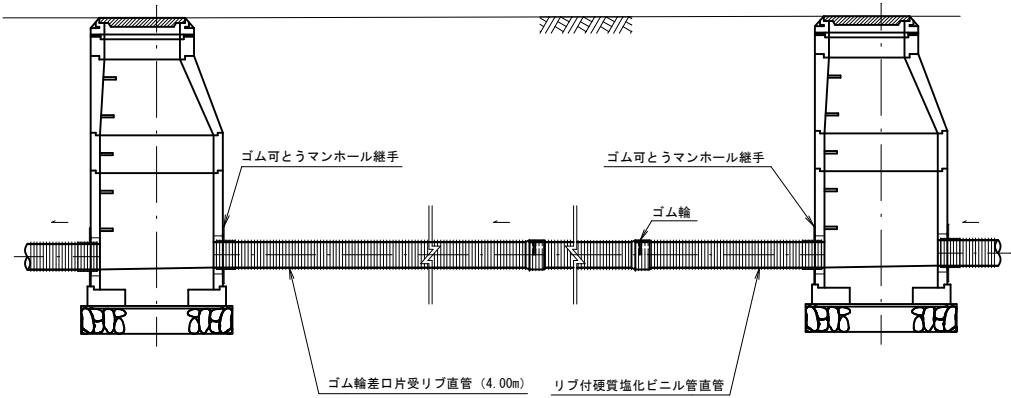 ゴム可とうマンホール継手
ゴム可とうマンホール継手
ゴム輪
ゴム輪差口片受リブ直管 (4.00m)
リブ付硬質塩化ビニル管直管